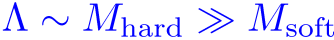 Λ ∼ M_hard ≫ M_soft